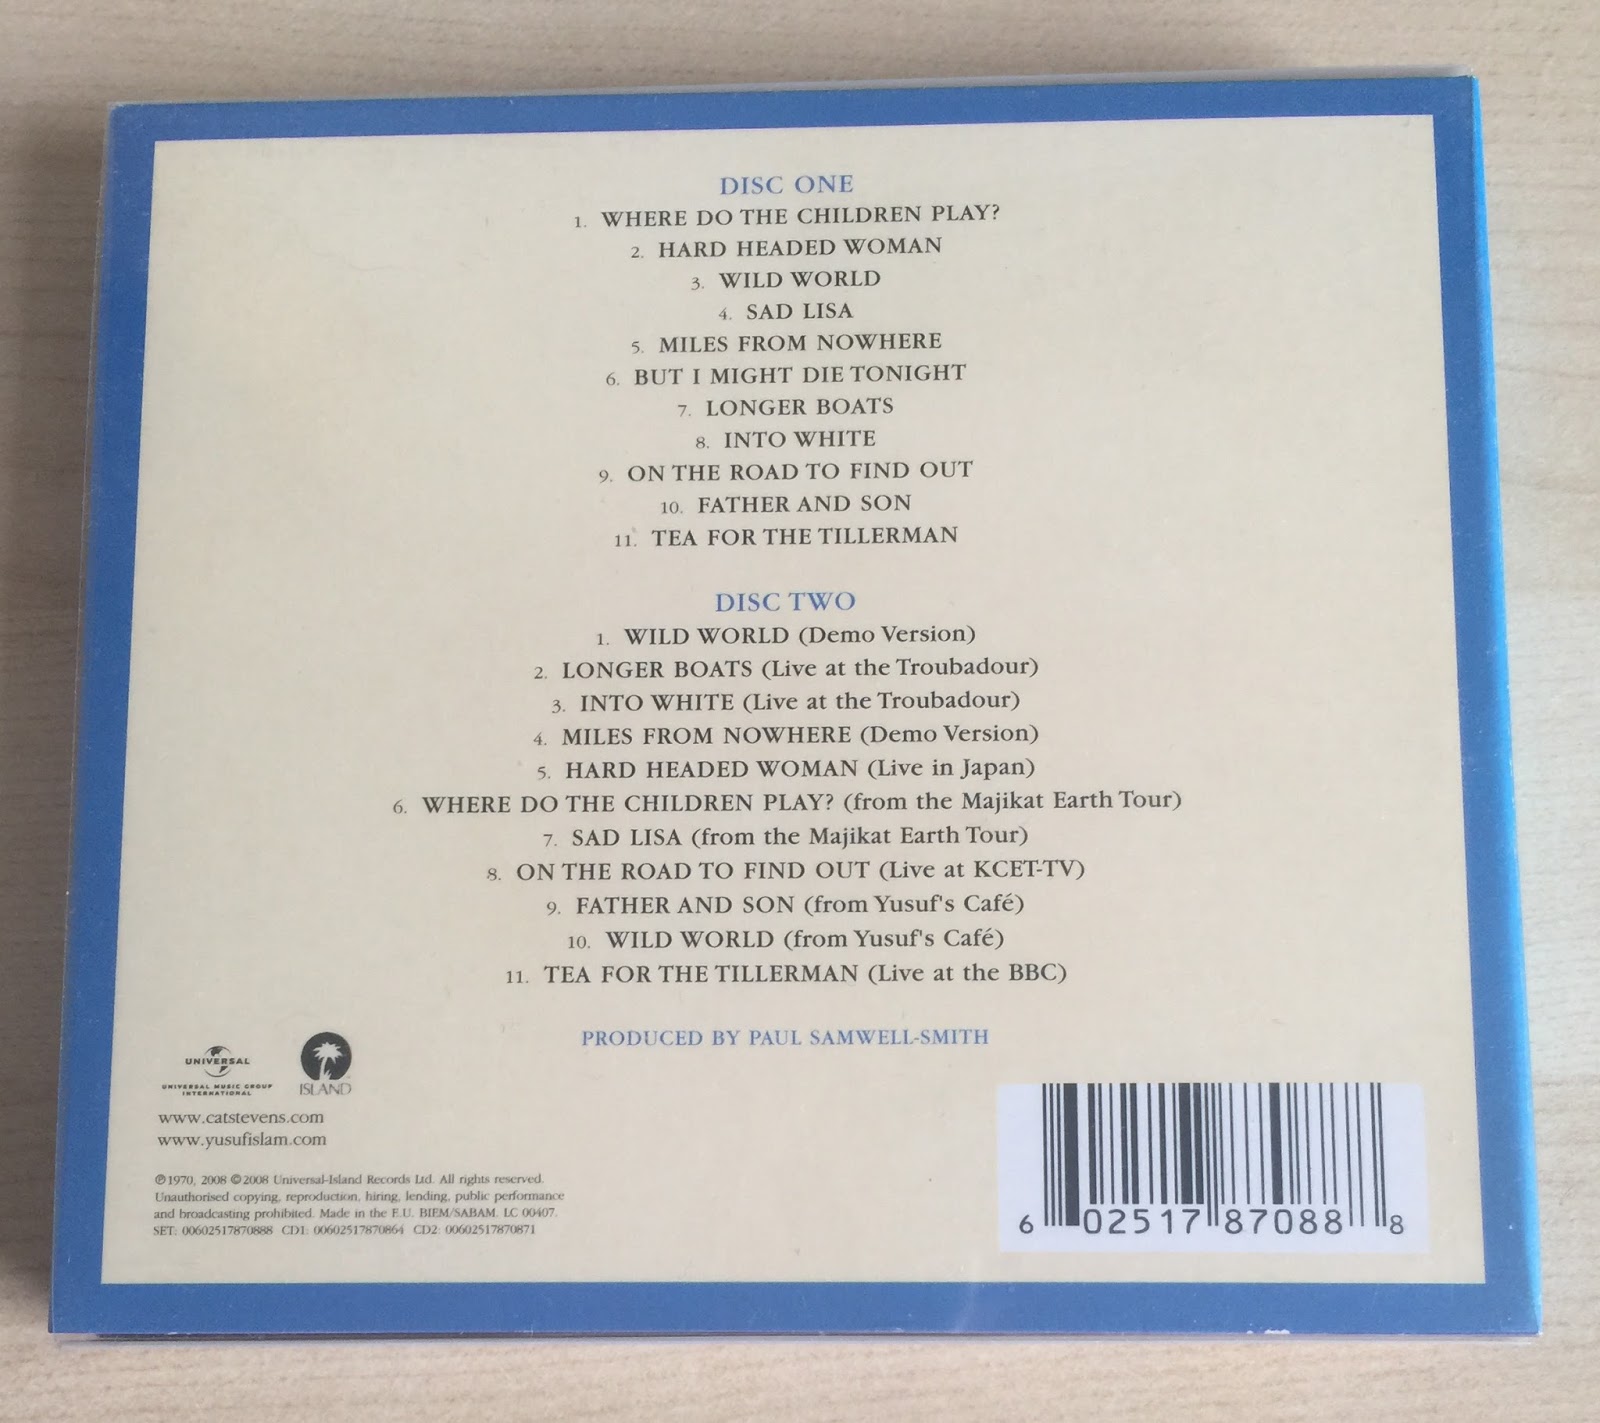 DISC ONE
1. WHERE DO THE CHILDREN PLAY?
2. HARD HEADED WOMAN
3. WILD WORLD
4. SAD LISA
5. MILES FROM NOWHERE
6. BUT I MIGHT DIE TONIGHT
7. LONGER BOATS
8. INTO WHITE
9. ON THE ROAD TO FIND OUT
10. FATHER AND SON
11. TEA FOR THE TILLERMAN
DISC TWO
1. WILD WORLD (Demo Version)
2. LONGER BOATS (Live at the Troubadour)
3. INTO WHITE (Live at the Troubadour)
4. MILES FROM NOWHERE (Demo Version)
5. HARD HEADED WOMAN (Live in Japan)
6. WHERE DO THE CHILDREN PLAY? (from the Majikat Earth Tour)
7. SAD LISA (from the Majikat Earth Tour)
8. ON THE ROAD TO FIND OUT (Live at KCET-TV)
9. FATHER AND SON (from Yusuf's Café)
10. WILD WORLD (from Yusuf's Café)
11. TEA FOR THE TILLERMAN (Live at the BBC)
PRODUCED BY PAUL SAMWELL-SMITH
UNIVERSAL
UNIVERSAL MUSIC GROUP
INTERNATIONAL
ISLAND
www.catstevens.com
www.yusufislam.com
℗ 1970, 2008 © 2008 Universal-Island Records Ltd. All rights reserved.
Unauthorised copying, reproduction, hiring, lending, public performance
and broadcasting prohibited. Made in the E.U. BIEM/SABAM. LC 00407.
SET: 00602517870888 CD1: 00602517870864 CD2: 00602517870871
6 02517 87088 8